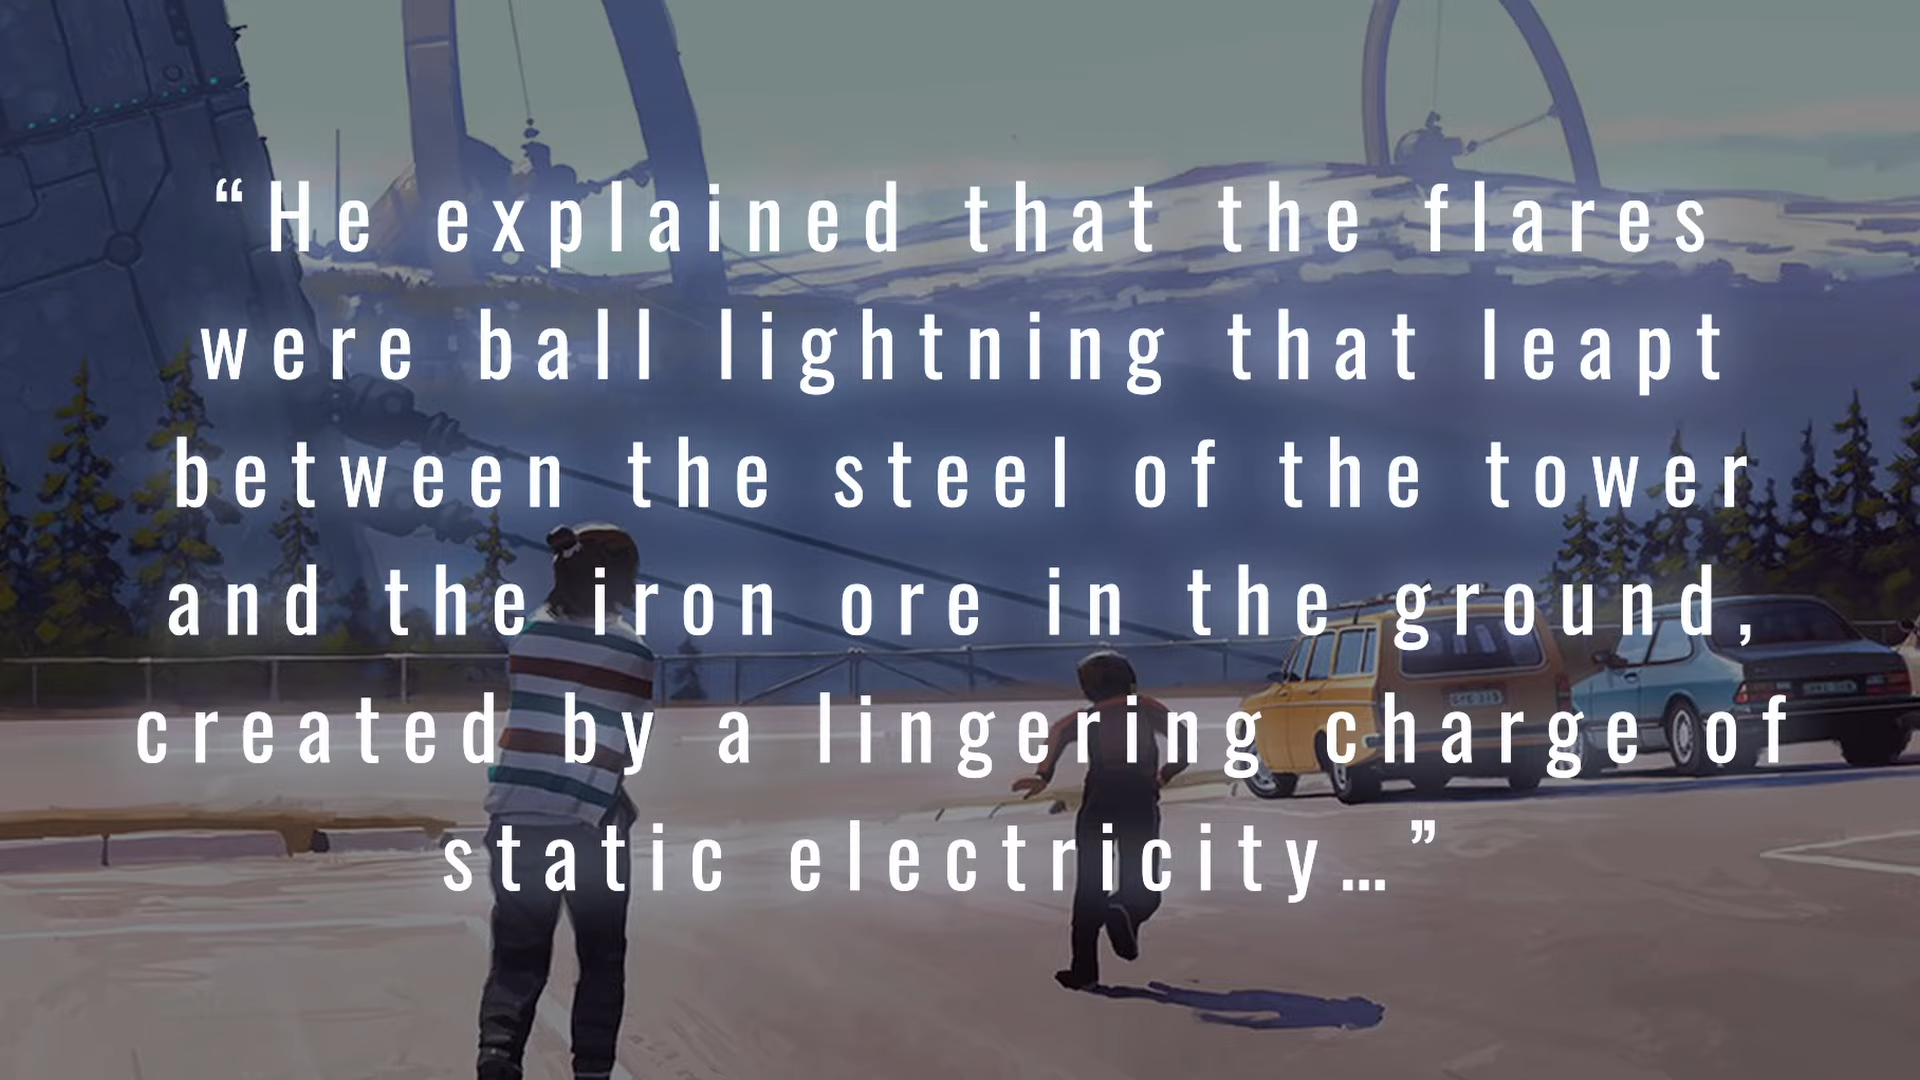 “He explained that the flares
were ball lightning that leapt
between the steel of the tower
and the iron ore in the ground,
created by a lingering charge of
static electricity…”